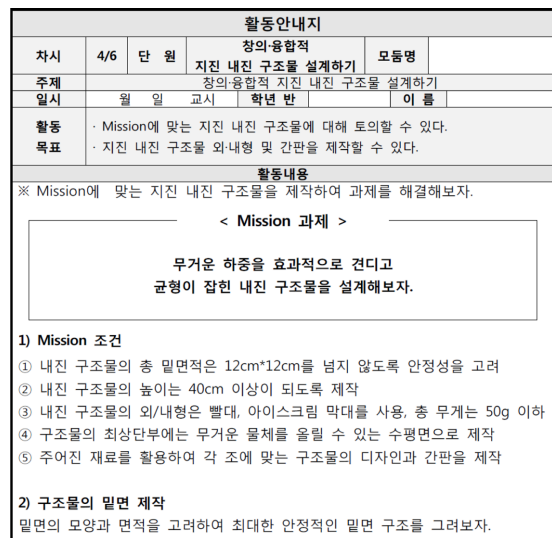 활동안내지
차시 4/6 단 원 창의·융합적 지진 내진 구조물 설계하기 모둠명
주제 창의·융합적 지진 내진 구조물 설계하기
일시 월 일 교시 학년 반 이 름
활동 목표 · Mission에 맞는 지진 내진 구조물에 대해 토의할 수 있다.
· 지진 내진 구조물 외·내형 및 간판을 제작할 수 있다.
활동내용
※ Mission에 맞는 지진 내진 구조물을 제작하여 과제를 해결해보자.
< Mission 과제 >
무거운 하중을 효과적으로 견디고
균형이 잡힌 내진 구조물을 설계해보자.
1) Mission 조건
① 내진 구조물의 총 밑면적은 12cm*12cm를 넘지 않도록 안정성을 고려
② 내진 구조물의 높이는 40cm 이상이 되도록 제작
③ 내진 구조물의 외/내형은 빨대, 아이스크림 막대를 사용, 총 무게는 50g 이하
④ 구조물의 최상단부에는 무거운 물체를 올릴 수 있는 수평면으로 제작
⑤ 주어진 재료를 활용하여 각 조에 맞는 구조물의 디자인과 간판을 제작
2) 구조물의 밑면 제작
밑면의 모양과 면적을 고려하여 최대한 안정적인 밑면 구조를 그려보자.